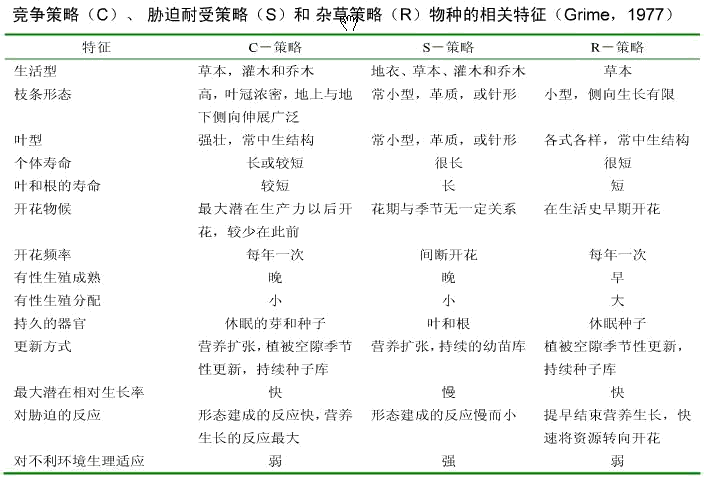 竞争策略（C）、 胁迫耐受策略（S）和 杂草策略（R）物种的相关特征（Grime，1977）
特征 C－策略 S－策略 R－策略
生活型 草本，灌木和乔木 地衣、草本、灌木和乔木 草本
枝条形态 高，叶冠浓密，地上与地 常小型，革质，或针形 小型，侧向生长有限
下侧向伸展广泛
叶型 强壮，常中生结构 常小型，革质，或针形 各式各样，常中生结构
个体寿命 长或较短 很长 很短
叶和根的寿命 较短 长 短
开花物候 最大潜在生产力以后开 花期与季节无一定关系 在生活史早期开花
花，较少在此前
开花频率 每年一次 间断开花 每年一次
有性生殖成熟 晚 晚 早
有性生殖分配 小 小 大
持久的器官 休眠的芽和种子 叶和根 休眠种子
更新方式 营养扩张，植被空隙季节 营养扩张，持续的幼苗库 植被空隙季节性更新，
性更新，持续种子库 持续种子库
最大潜在相对生长率 快 慢 快
对胁迫的反应 形态建成的反应快，营养 形态建成的反应慢而小 提早结束营养生长，快
生长的反应最大 速将资源转向开花
对不利环境生理适应 弱 强 弱